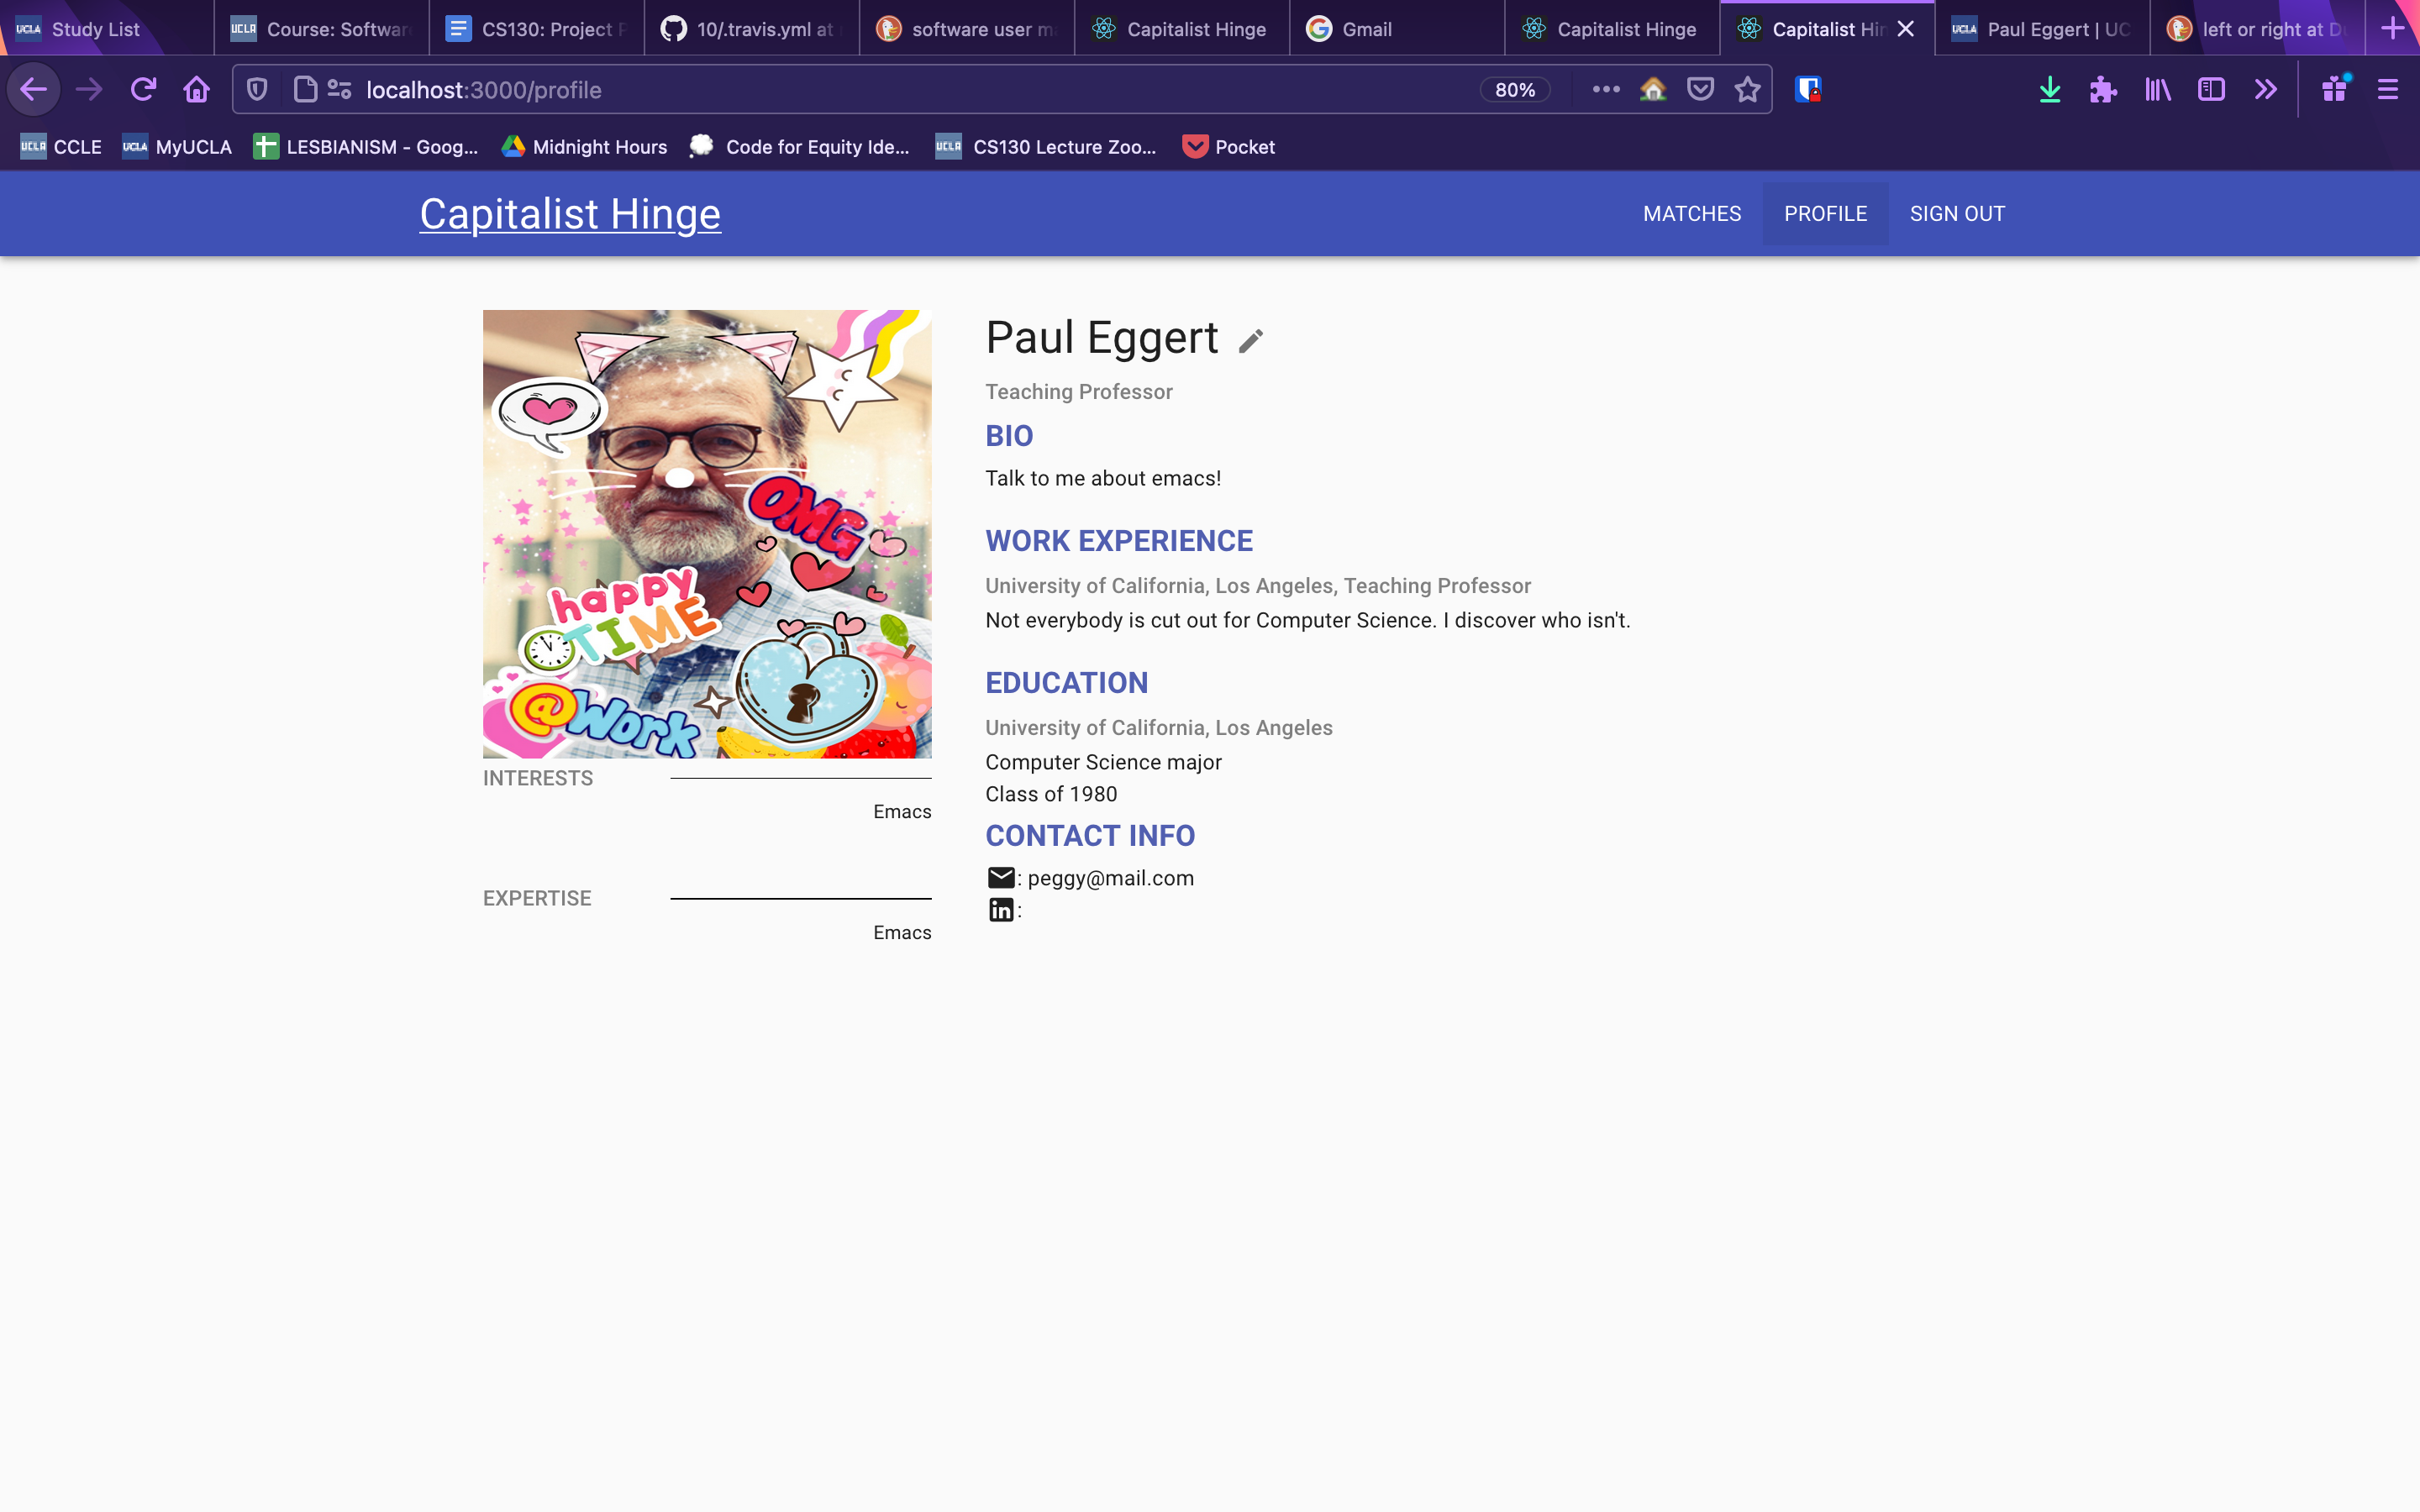 Study List
Course: Softwar
CS130: Project P
10/.travis.yml at
software user m
Capitalist Hinge
Gmail
Capitalist Hinge
Capitalist Hin
Paul Eggert | UC
left or right at D
localhost:3000/profile
80%
UCLA CCLE
UCLA MyUCLA
LESBIANISM - Goog...
Midnight Hours
Code for Equity Ide...
UCLA CS130 Lecture Zoo...
Pocket
Capitalist Hinge
MATCHES
PROFILE
SIGN OUT
OMG
happy
TIME
@Work
INTERESTS
Emacs
EXPERTISE
Emacs
Paul Eggert
Teaching Professor
BIO
Talk to me about emacs!
WORK EXPERIENCE
University of California, Los Angeles, Teaching Professor
Not everybody is cut out for Computer Science. I discover who isn't.
EDUCATION
University of California, Los Angeles
Computer Science major
Class of 1980
CONTACT INFO
: peggy@mail.com
in :